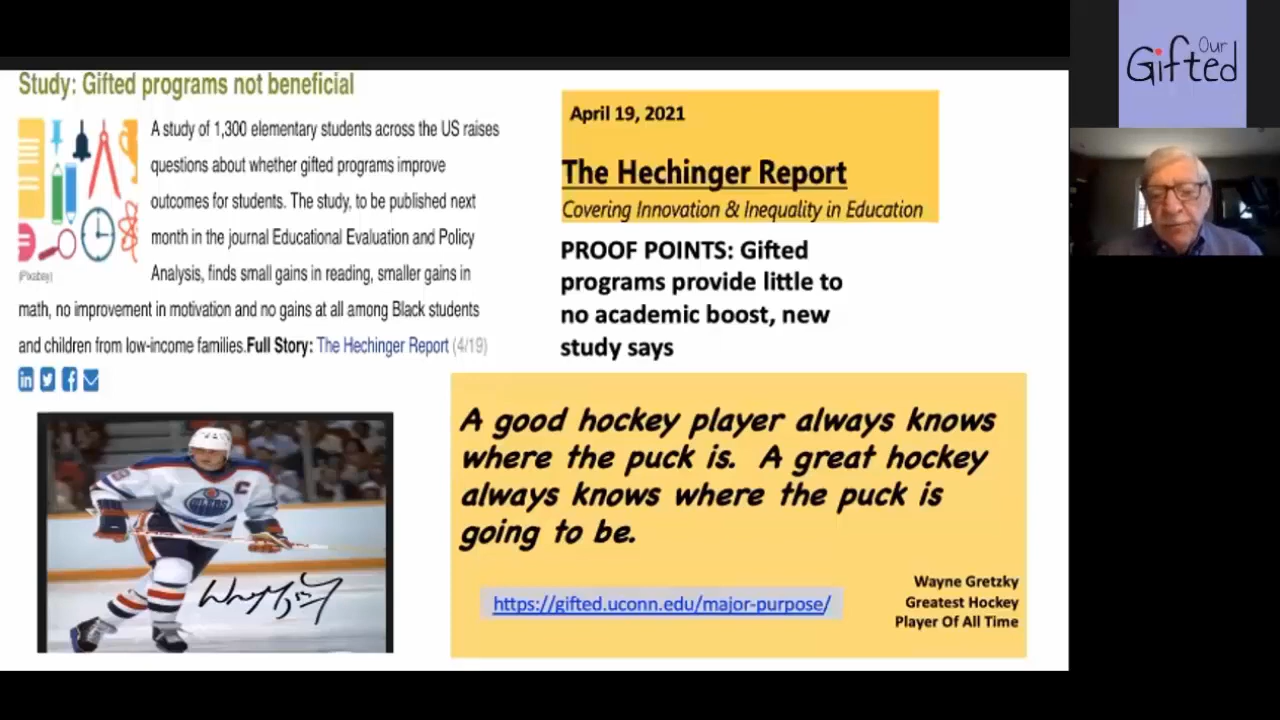 Study: Gifted programs not beneficial
A study of 1,300 elementary students across the US raises
questions about whether gifted programs improve
outcomes for students. The study, to be published next
month in the journal Educational Evaluation and Policy
(Pixabay)
Analysis, finds small gains in reading, smaller gains in
math, no improvement in motivation and no gains at all among Black students
and children from low-income families.Full Story: The Hechinger Report (4/19)
April 19, 2021
The Hechinger Report
Covering Innovation & Inequality in Education
PROOF POINTS: Gifted
programs provide little to
no academic boost, new
study says
A good hockey player always knows
where the puck is. A great hockey
always knows where the puck is
going to be.
https://gifted.uconn.edu/major-purpose/
Wayne Gretzky
Greatest Hockey
Player Of All Time
OILERS
C
Our
Gifted